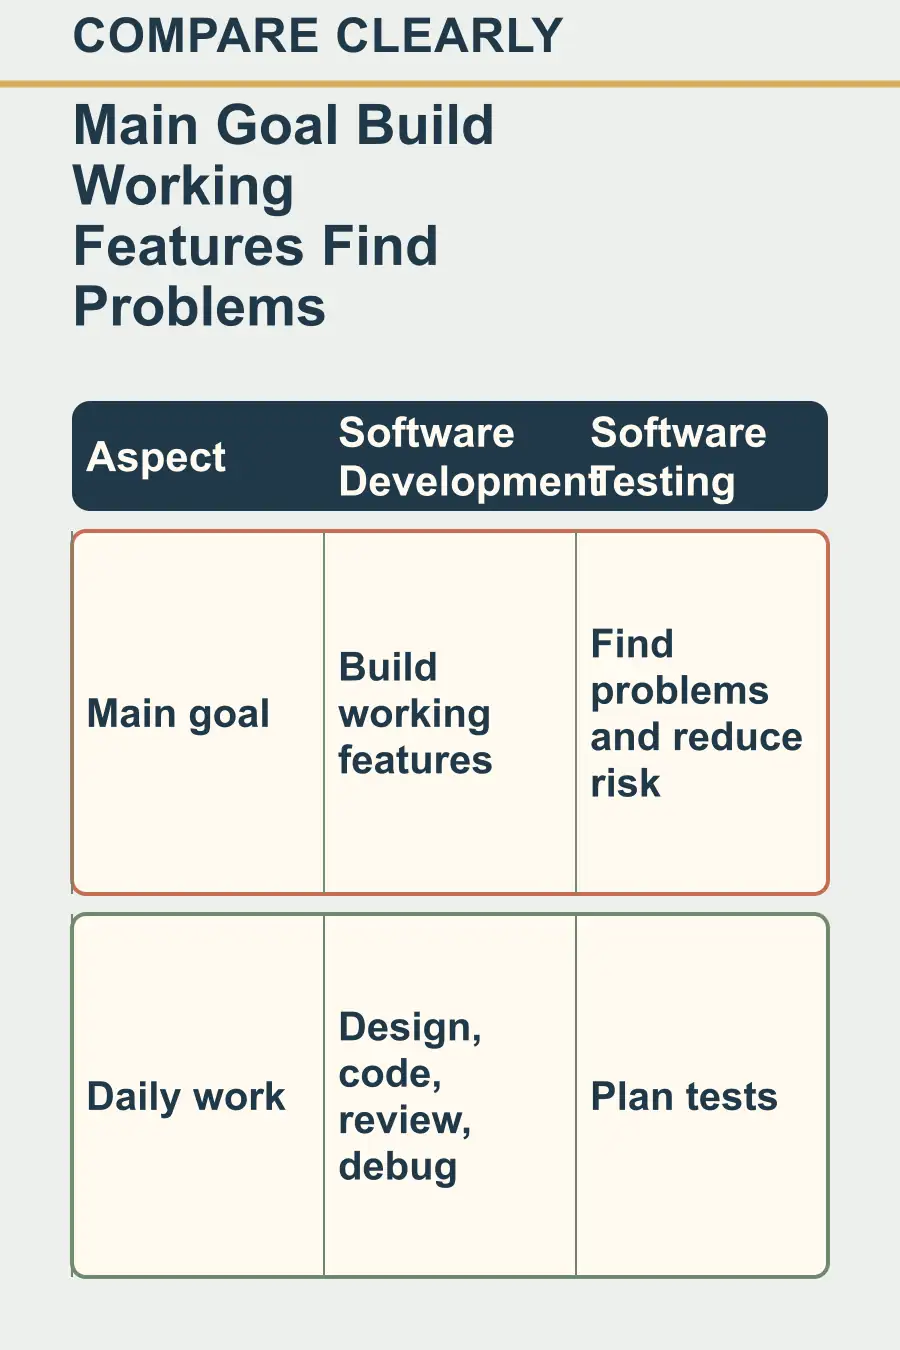 COMPARE CLEARLY
Main Goal Build
Working
Features Find
Problems
Aspect
Software
Development
Software
Testing
Main goal
Build
working
features
Find
problems
and reduce
risk
Daily work
Design,
code,
review,
debug
Plan tests